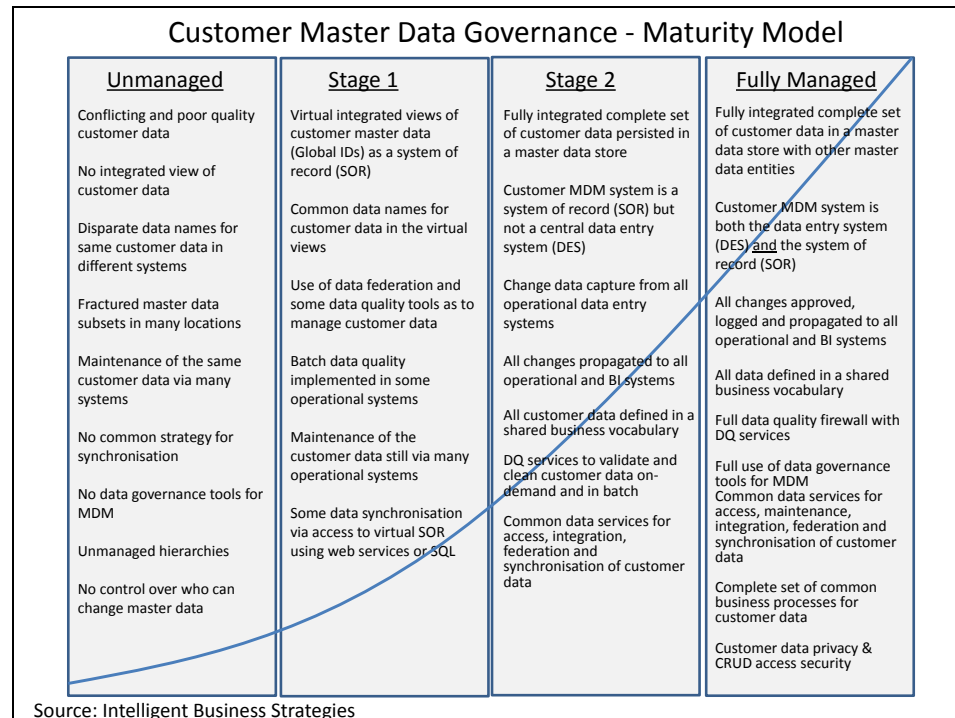 Customer Master Data Governance - Maturity Model
Unmanaged
Conflicting and poor quality
customer data
No integrated view of
customer data
Disparate data names for
same customer data in
different systems
Fractured master data
subsets in many locations
Maintenance of the same
customer data via many
systems
No common strategy for
synchronisation
No data governance tools for
MDM
Unmanaged hierarchies
No control over who can
change master data
Stage 1
Virtual integrated views of
customer master data
(Global IDs) as a system of
record (SOR)
Common data names for
customer data in the virtual
views
Use of data federation and
some data quality tools as to
manage customer data
Batch data quality
implemented in some
operational systems
Maintenance of the
customer data still via many
operational systems
Some data synchronisation
via access to virtual SOR
using web services or SQL
Stage 2
Fully integrated complete set
of customer data persisted in
a master data store
Customer MDM system is a
system of record (SOR) but
not a central data entry
system (DES)
Change data capture from all
operational data entry
systems
All changes propagated to all
operational and BI systems
All customer data defined in a
shared business vocabulary
DQ services to validate and
clean customer data on-
demand and in batch
Common data services for
access, integration,
federation and
synchronisation of customer
data
Fully Managed
Fully integrated complete set
of customer data in a master
data store with other master
data entities
Customer MDM system is
both the data entry system
(DES) and the system of
record (SOR)
All changes approved,
logged and propagated to all
operational and BI systems
All data defined in a shared
business vocabulary
Full data quality firewall with
DQ services
Full use of data governance
tools for MDM
Common data services for
access, maintenance,
integration, federation and
synchronisation of customer
data
Complete set of common
business processes for
customer data
Customer data privacy &
CRUD access security
Source: Intelligent Business Strategies